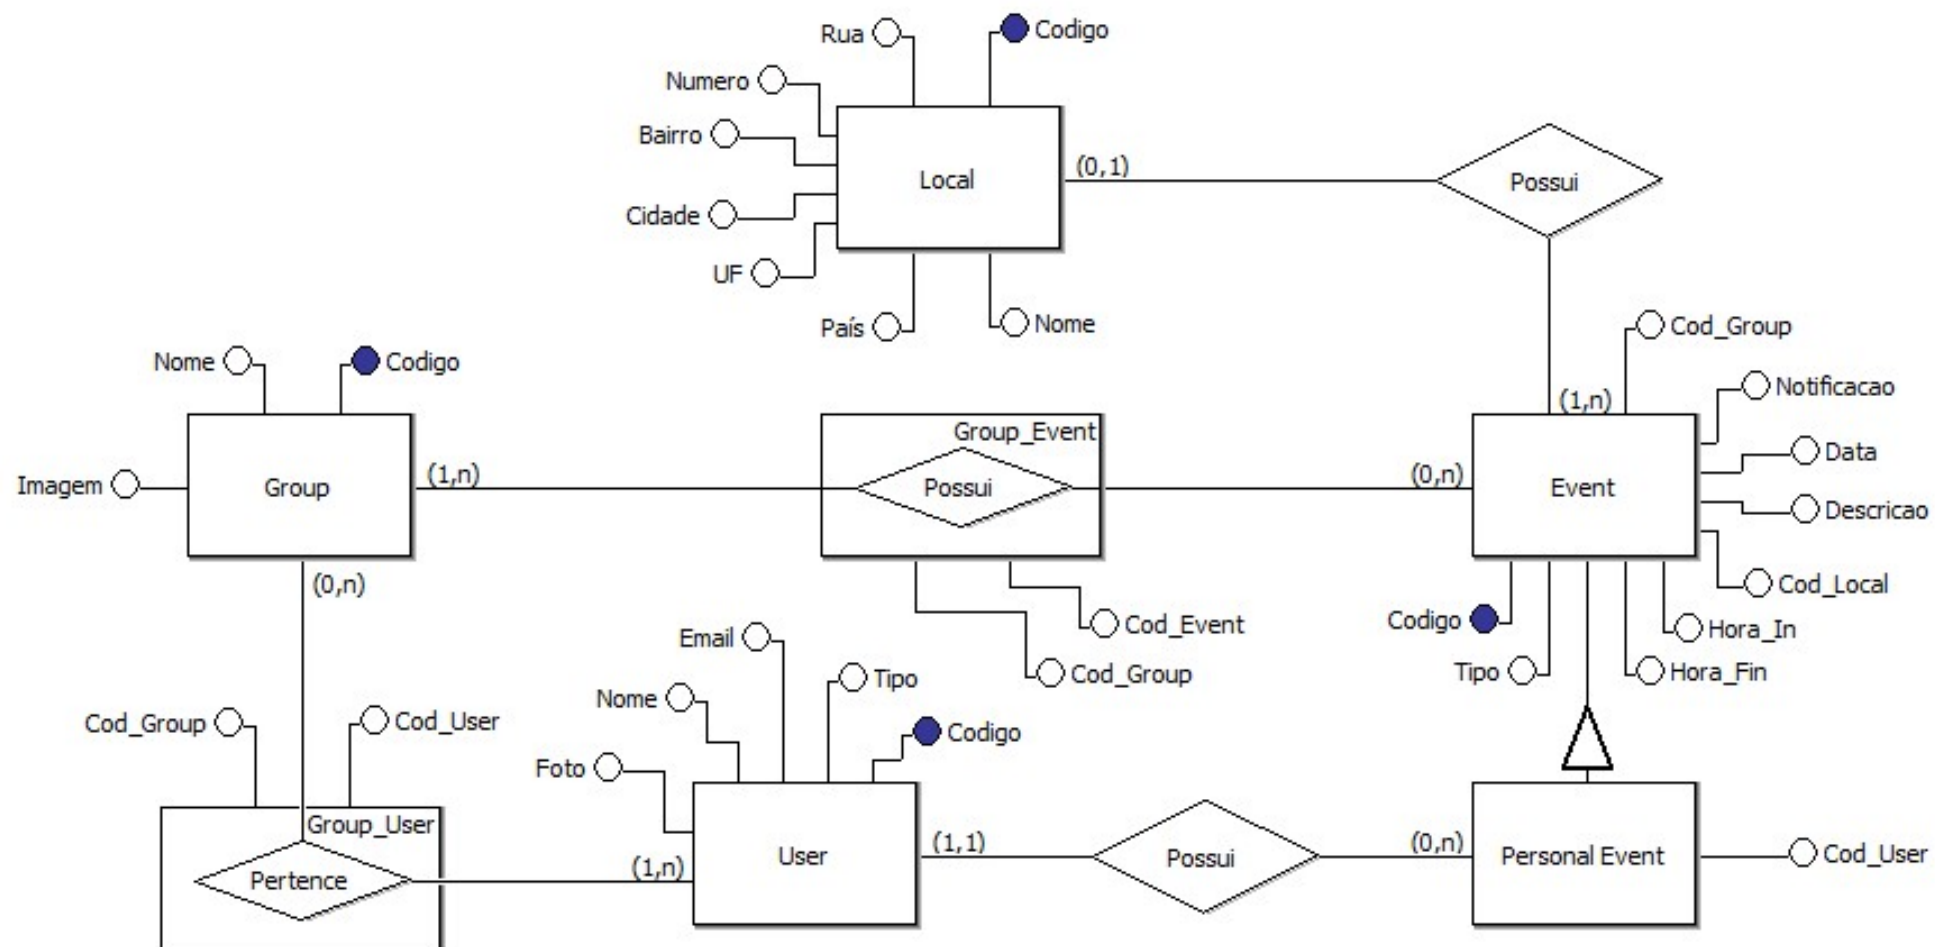 Rua
Codigo
Numero
Bairro
Local
(0,1)
Possui
Cidade
UF
País
Nome
Cod_Group
Nome
Codigo
Notificacao
(1,n)
Group_Event
Data
Imagem
Group
(1,n)
Possui
(0,n)
Event
Descricao
(0,n)
Cod_Local
Codigo
Cod_Event
Hora_In
Email
Tipo
Cod_Group
Tipo
Hora_Fin
Nome
Cod_Group
Cod_User
Codigo
Foto
Group_User
(1,1)
(0,n)
User
Possui
Personal Event
Cod_User
Pertence
(1,n)